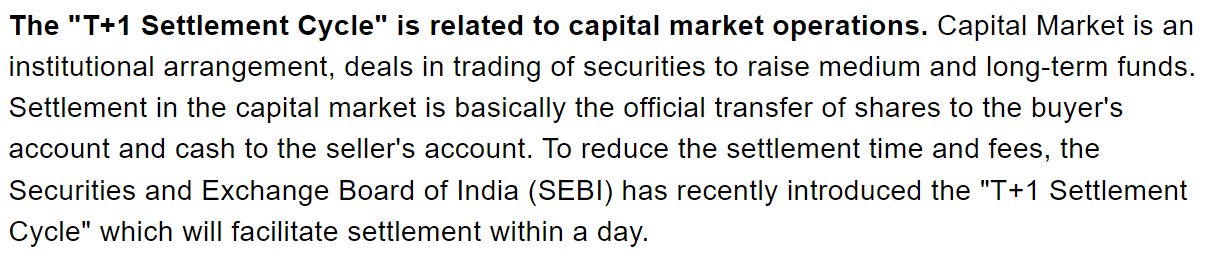 The "T+1 Settlement Cycle" is related to capital market operations. Capital Market is an
institutional arrangement, deals in trading of securities to raise medium and long-term funds.
Settlement in the capital market is basically the official transfer of shares to the buyer's
account and cash to the seller's account. To reduce the settlement time and fees, the
Securities and Exchange Board of India (SEBI) has recently introduced the "T+1 Settlement
Cycle" which will facilitate settlement within a day.